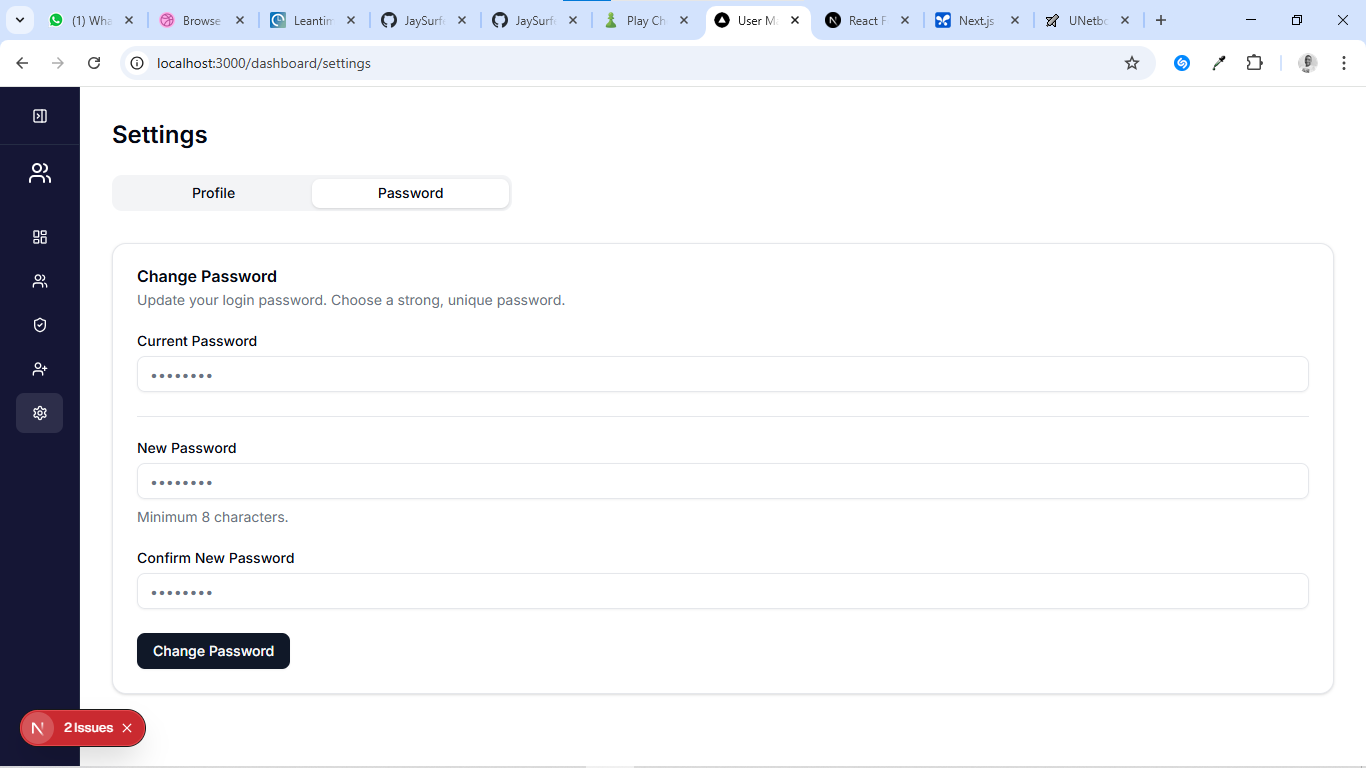 (1) Wha
Browse
Leantim
JaySurf
JaySurf
Play Ch
User Ma
React F
Next.js
UNetbo
localhost:3000/dashboard/settings
Settings
Profile
Password
Change Password
Update your login password. Choose a strong, unique password.
Current Password
••••••••
New Password
••••••••
Minimum 8 characters.
Confirm New Password
••••••••
Change Password
N 2 Issues